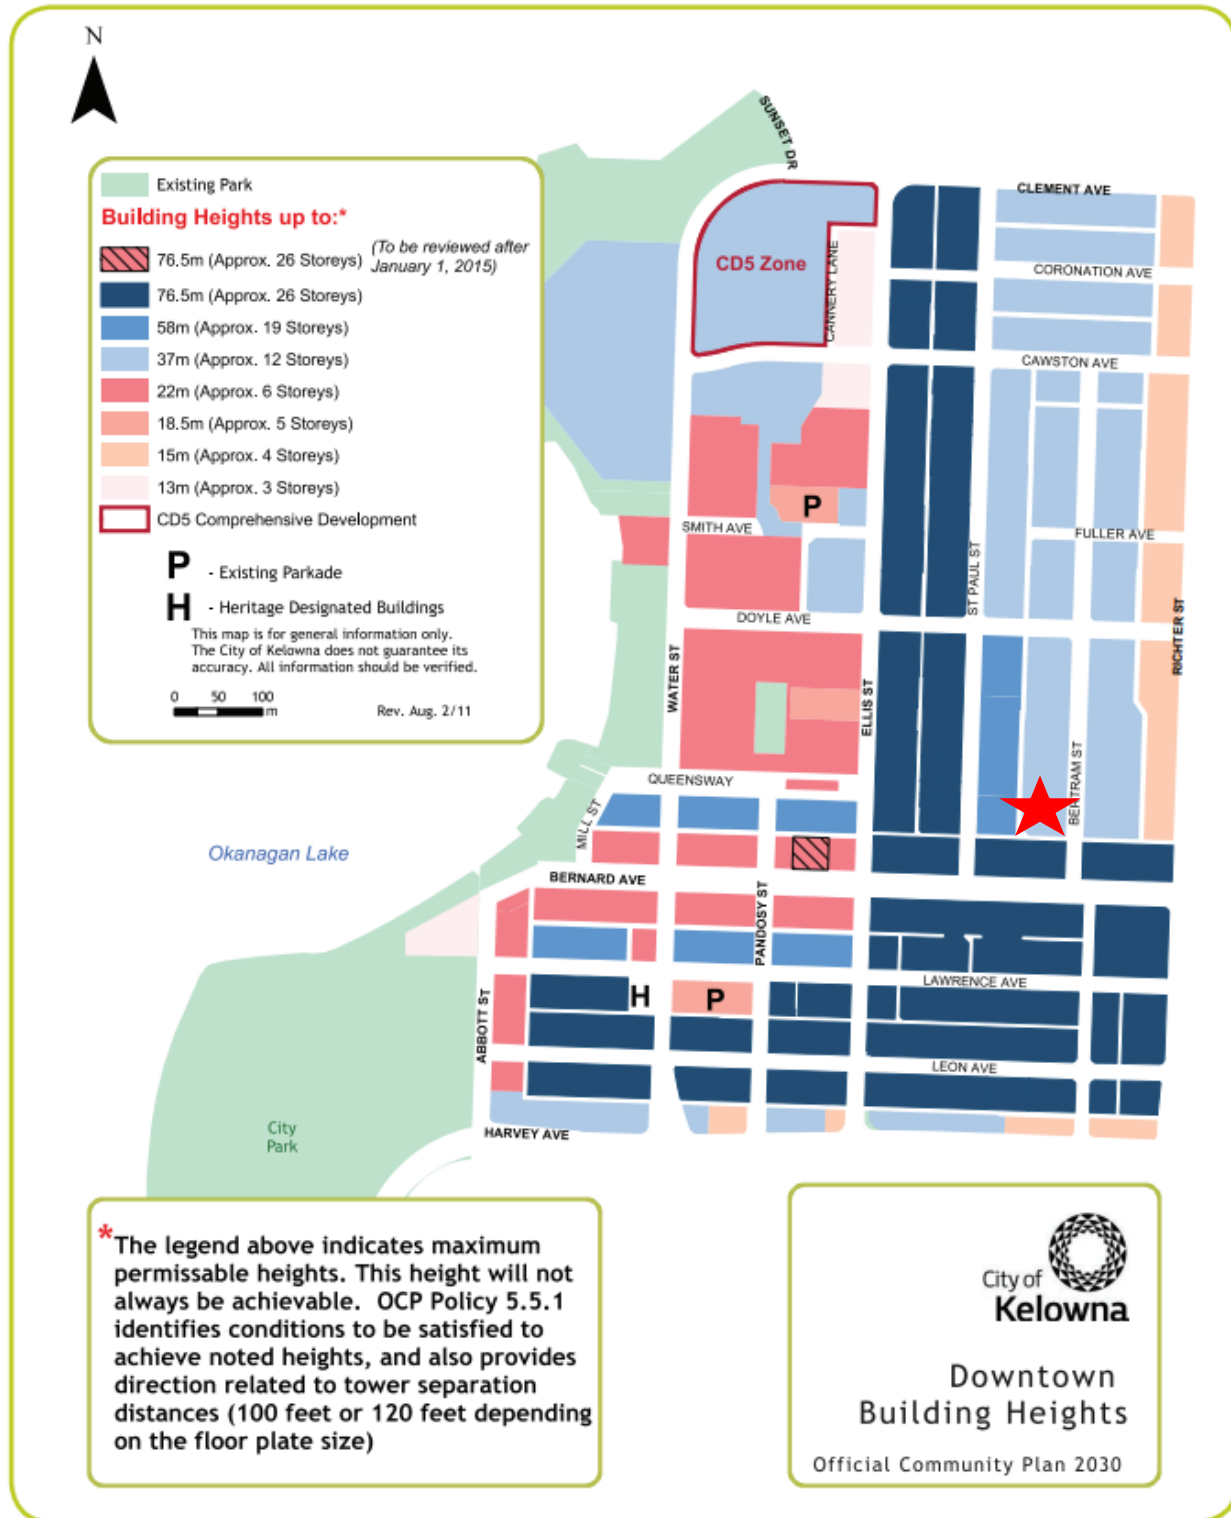 N
Existing Park
Building Heights up to:*
76.5m (Approx. 26 Storeys)
(To be reviewed after
January 1, 2015)
76.5m (Approx. 26 Storeys)
58m (Approx. 19 Storeys)
37m (Approx. 12 Storeys)
22m (Approx. 6 Storeys)
18.5m (Approx. 5 Storeys)
15m (Approx. 4 Storeys)
13m (Approx. 3 Storeys)
CD5 Comprehensive Development
P - Existing Parkade
H - Heritage Designated Buildings
This map is for general information only.
The City of Kelowna does not guarantee its
accuracy. All information should be verified.
0 50 100
m
Rev. Aug. 2/11
SUNSET DR
CLEMENT AVE
CD5 Zone
CANNERY LANE
CORONATION AVE
CAWSTON AVE
P
SMITH AVE
FULLER AVE
ST PAUL ST
DOYLE AVE
RICHTER ST
WATER ST
ELLIS ST
QUEENSWAY
BERTRAM ST
MILL ST
Okanagan Lake
BERNARD AVE
PANDOSY ST
LAWRENCE AVE
H
P
ABBOTT ST
LEON AVE
City
Park
HARVEY AVE
*The legend above indicates maximum
permissable heights. This height will not
always be achievable. OCP Policy 5.5.1
identifies conditions to be satisfied to
achieve noted heights, and also provides
direction related to tower separation
distances (100 feet or 120 feet depending
on the floor plate size)
City of
Kelowna
Downtown
Building Heights
Official Community Plan 2030